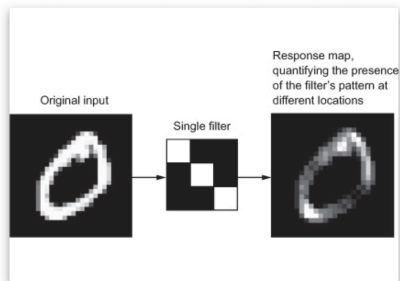 Original input
Single filter
Response map,
quantifying the presence
of the filter's pattern at
different locations